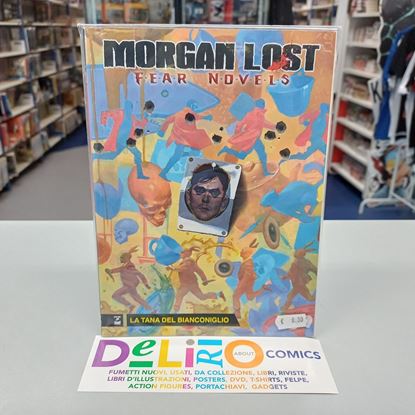 MORGAN LOST
FEAR NOVELS
LA TANA DEL BIANCONIGLIO
DeLIRIO
ABOUT
COMICS
FUMETTI NUOVI, USATI, DA COLLEZIONE, LIBRI, RIVISTE,
LIBRI D'ILLUSTRAZIONI, POSTERS, DVD, T-SHIRTS, FELPE,
ACTION FIGURES, PORTACHIAVI, GADGETS